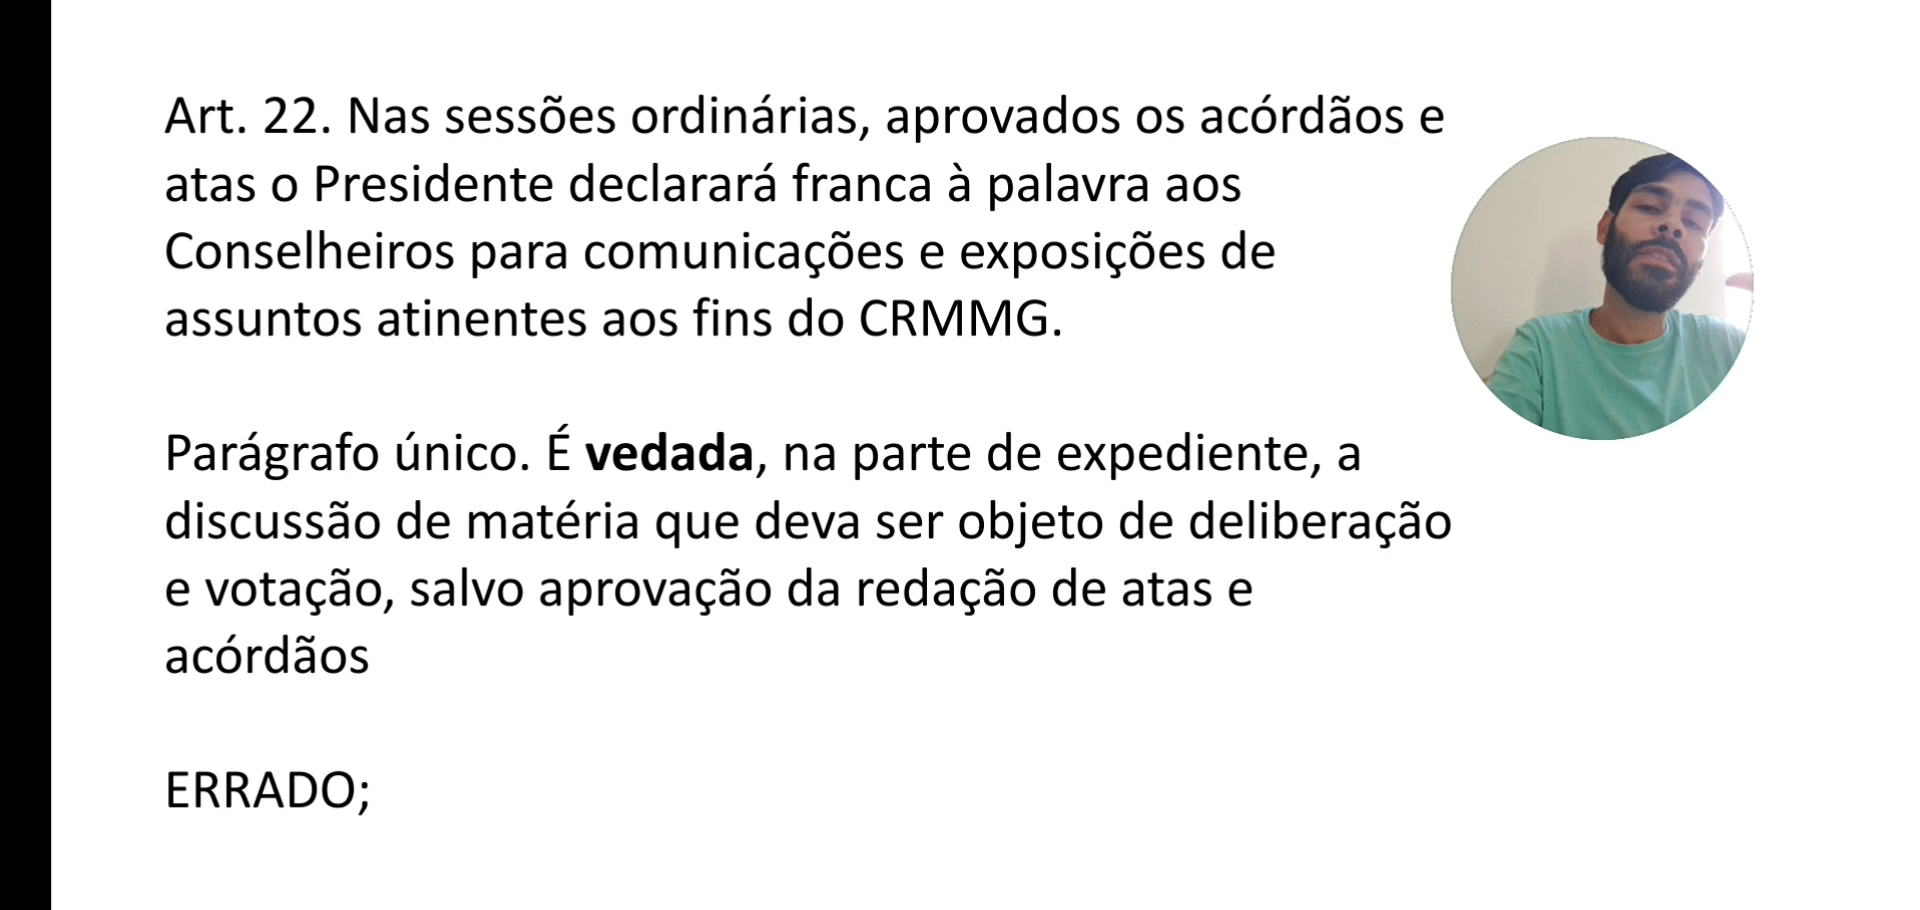 Art. 22. Nas sessões ordinárias, aprovados os acórdãos e
atas o Presidente declarará franca à palavra aos
Conselheiros para comunicações e exposições de
assuntos atinentes aos fins do CRMMG.
Parágrafo único. É vedada, na parte de expediente, a
discussão de matéria que deva ser objeto de deliberação
e votação, salvo aprovação da redação de atas e
acórdãos
ERRADO;